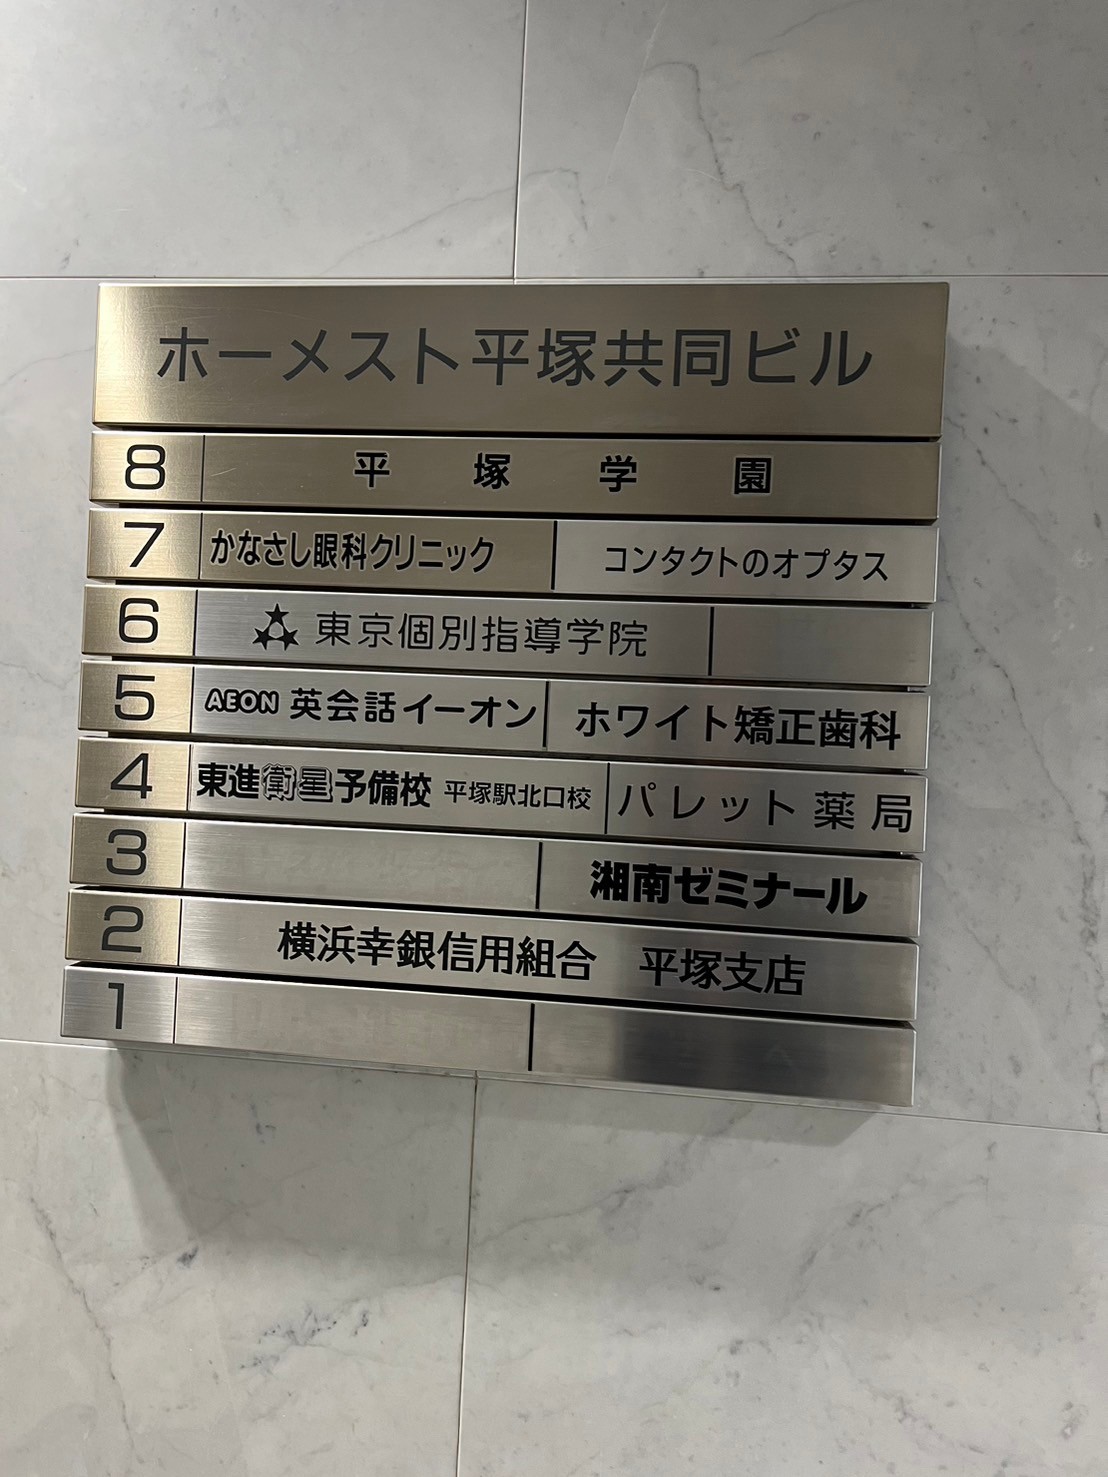 ホーメスト平塚共同ビル
8 平塚学園
7 かなさし眼科クリニック コンタクトのオプタス
6 東京個別指導学院
5 AEON 英会話イーオン ホワイト矯正歯科
4 東進衛星予備校 平塚駅北口校 パレット薬局
3 湘南ゼミナール
2 横浜幸銀信用組合 平塚支店
1